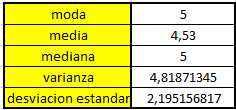 moda 5
media 4,53
mediana 5
varianza 4,81871345
desviacion estandar 2,195156817